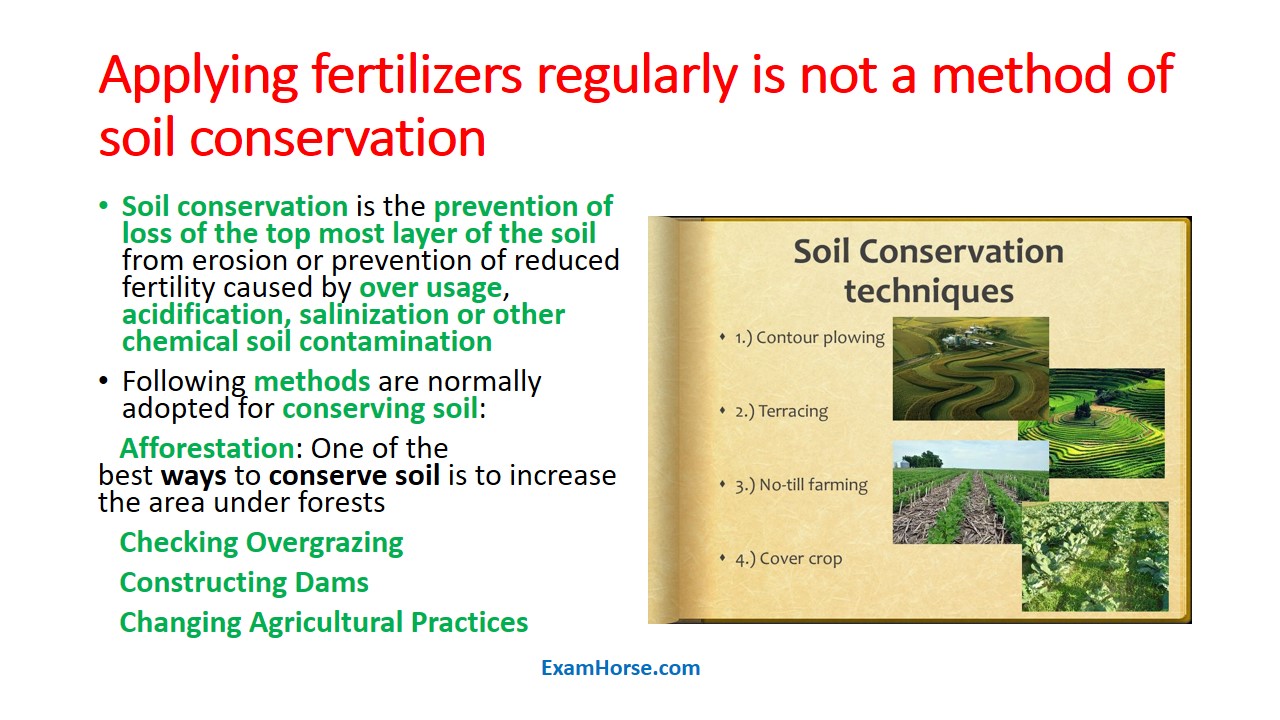 Applying fertilizers regularly is not a method of
soil conservation
• Soil conservation is the prevention of
loss of the top most layer of the soil
from erosion or prevention of reduced
fertility caused by over usage,
acidification, salinization or other
chemical soil contamination
• Following methods are normally
adopted for conserving soil:
Afforestation: One of the
best ways to conserve soil is to increase
the area under forests
Checking Overgrazing
Constructing Dams
Changing Agricultural Practices
Soil Conservation
techniques
♦ 1.) Contour plowing
♦ 2.) Terracing
♦ 3.) No-till farming
♦ 4.) Cover crop
ExamHorse.com